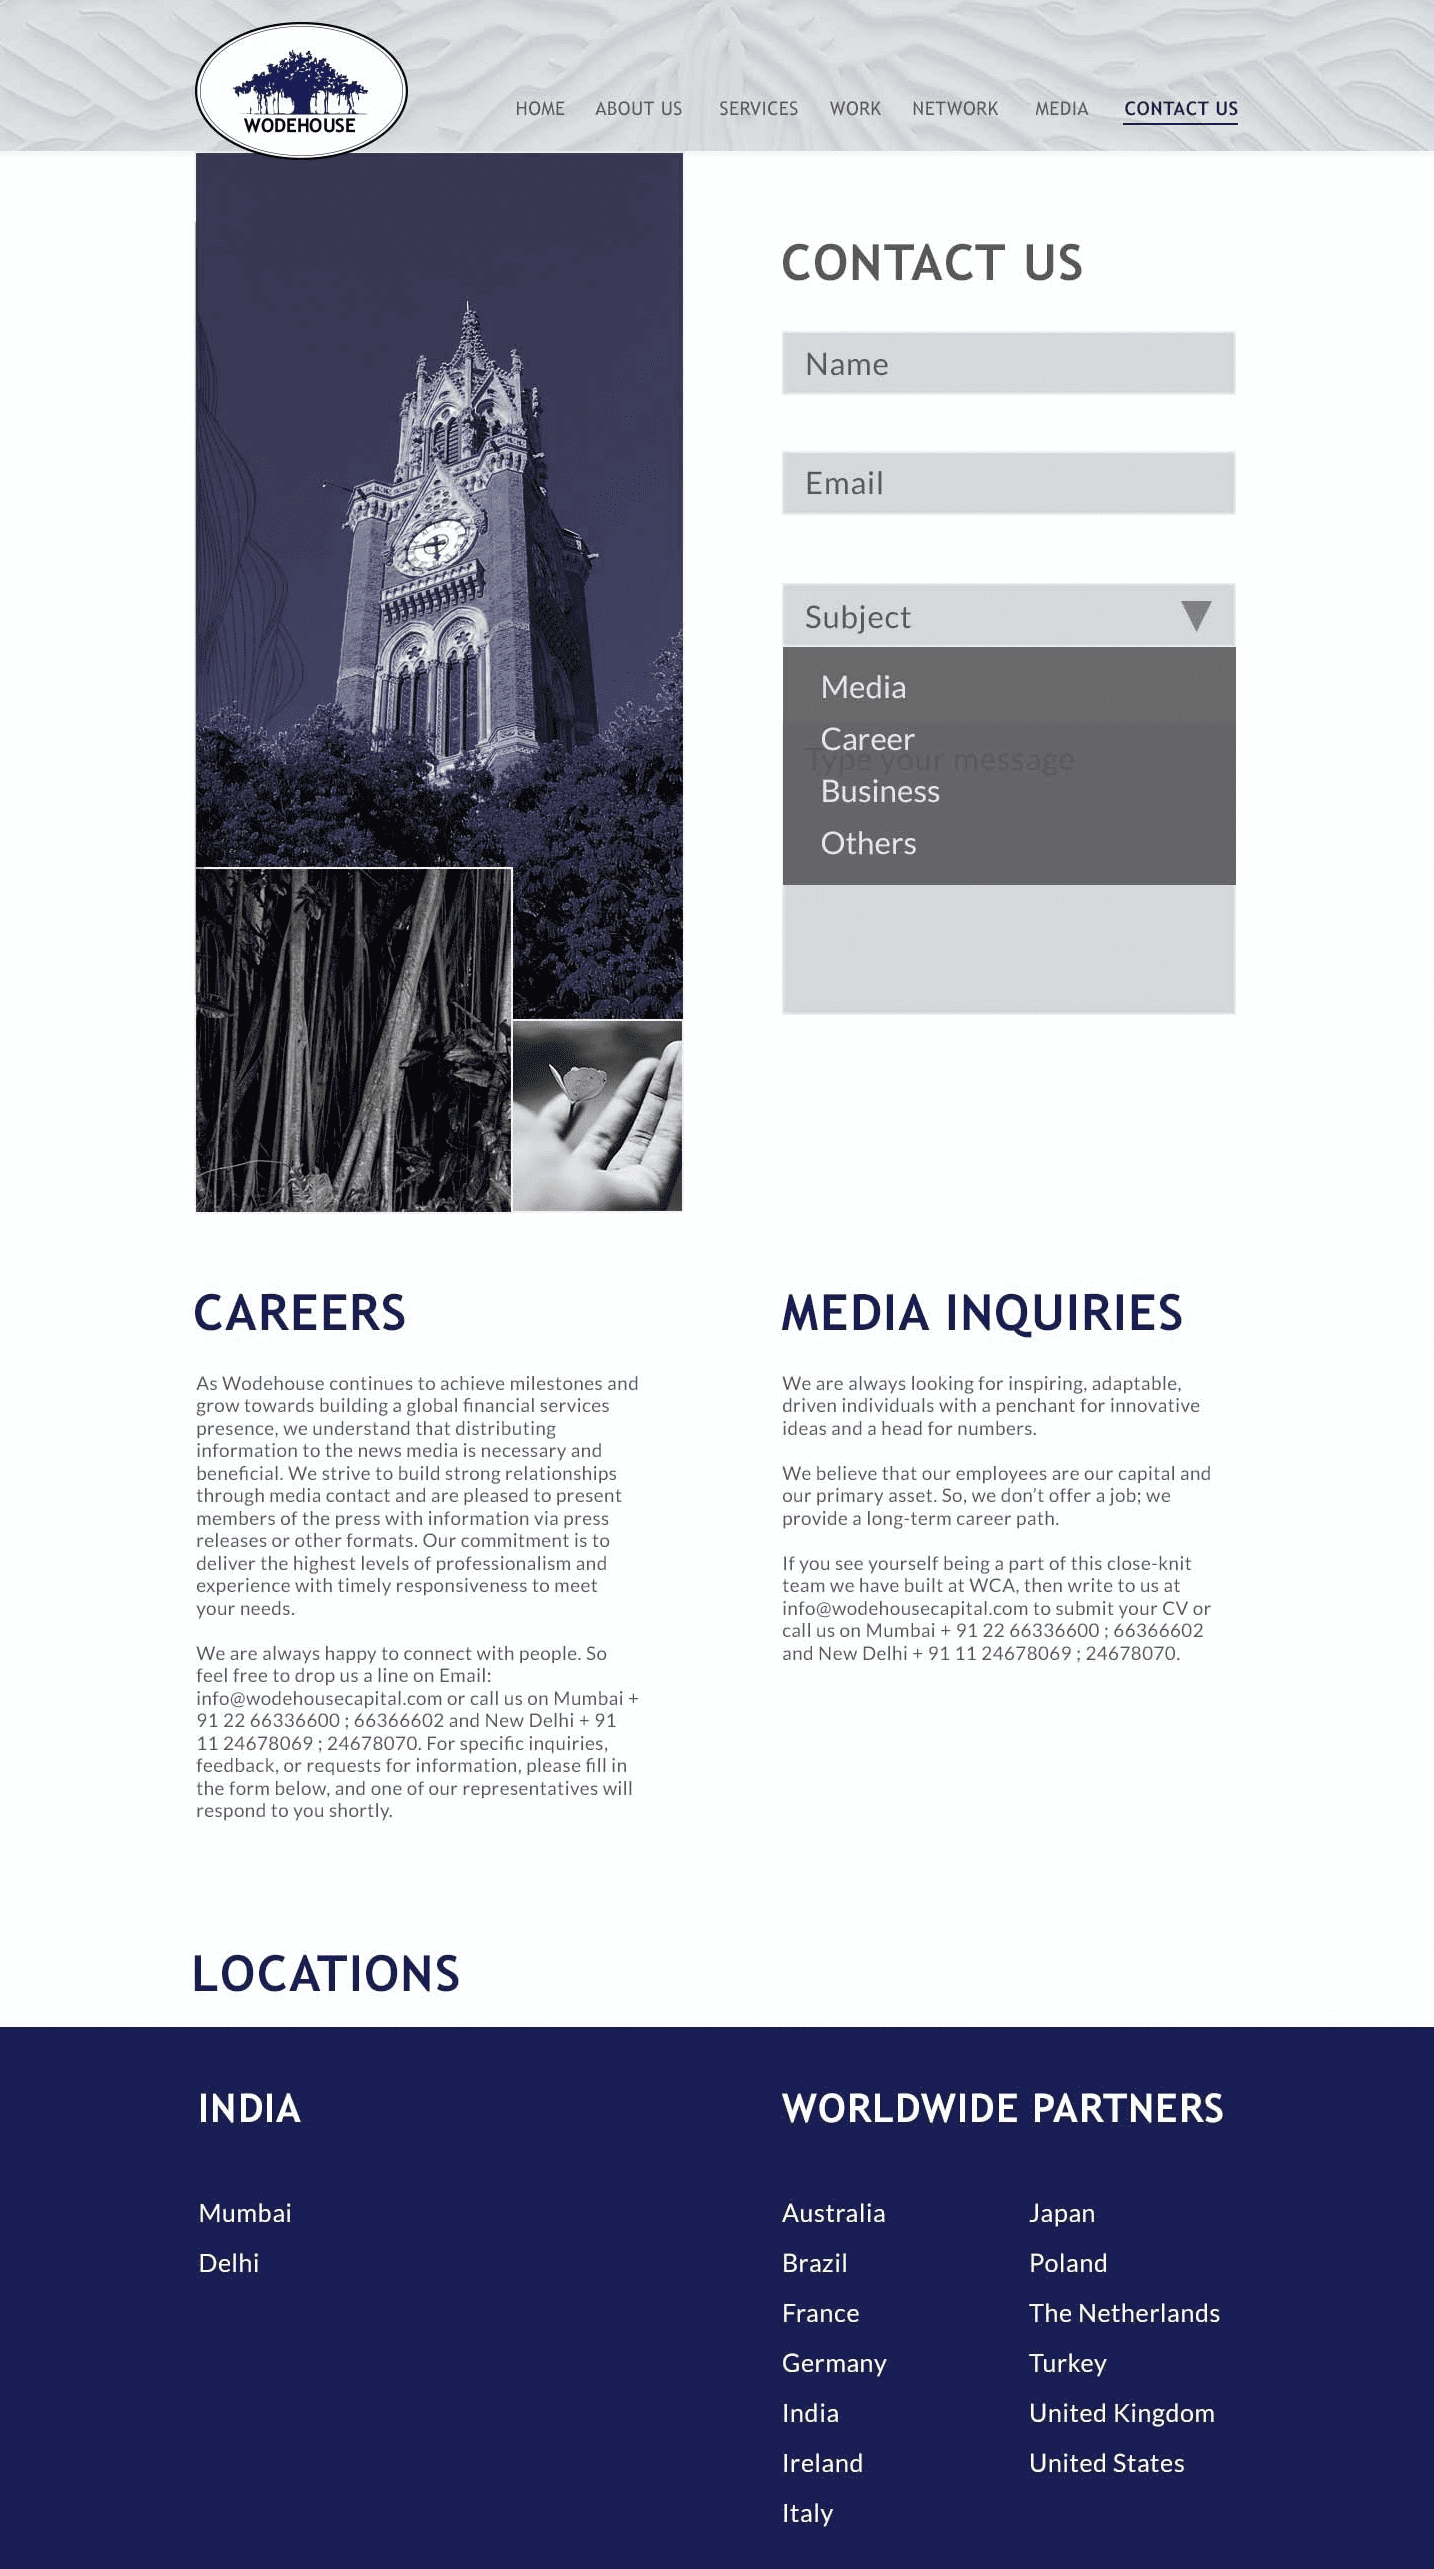 WODEHOUSE
HOME ABOUT US SERVICES WORK NETWORK MEDIA CONTACT US
CONTACT US
Name
Email
Subject
Media
Career
Type your message
Business
Others
CAREERS
As Wodehouse continues to achieve milestones and
grow towards building a global financial services
presence, we understand that distributing
information to the news media is necessary and
beneficial. We strive to build strong relationships
through media contact and are pleased to present
members of the press with information via press
releases or other formats. Our commitment is to
deliver the highest levels of professionalism and
experience with timely responsiveness to meet
your needs.
We are always happy to connect with people. So
feel free to drop us a line on Email:
info@wodehousecapital.com or call us on Mumbai +
91 22 66336600 ; 66366602 and New Delhi + 91
11 24678069 ; 24678070. For specific inquiries,
feedback, or requests for information, please fill in
the form below, and one of our representatives will
respond to you shortly.
MEDIA INQUIRIES
We are always looking for inspiring, adaptable,
driven individuals with a penchant for innovative
ideas and a head for numbers.
We believe that our employees are our capital and
our primary asset. So, we don’t offer a job; we
provide a long-term career path.
If you see yourself being a part of this close-knit
team we have built at WCA, then write to us at
info@wodehousecapital.com to submit your CV or
call us on Mumbai + 91 22 66336600 ; 66366602
and New Delhi + 91 11 24678069 ; 24678070.
LOCATIONS
INDIA
Mumbai
Delhi
WORLDWIDE PARTNERS
Australia
Brazil
France
Germany
India
Ireland
Italy
Japan
Poland
The Netherlands
Turkey
United Kingdom
United States